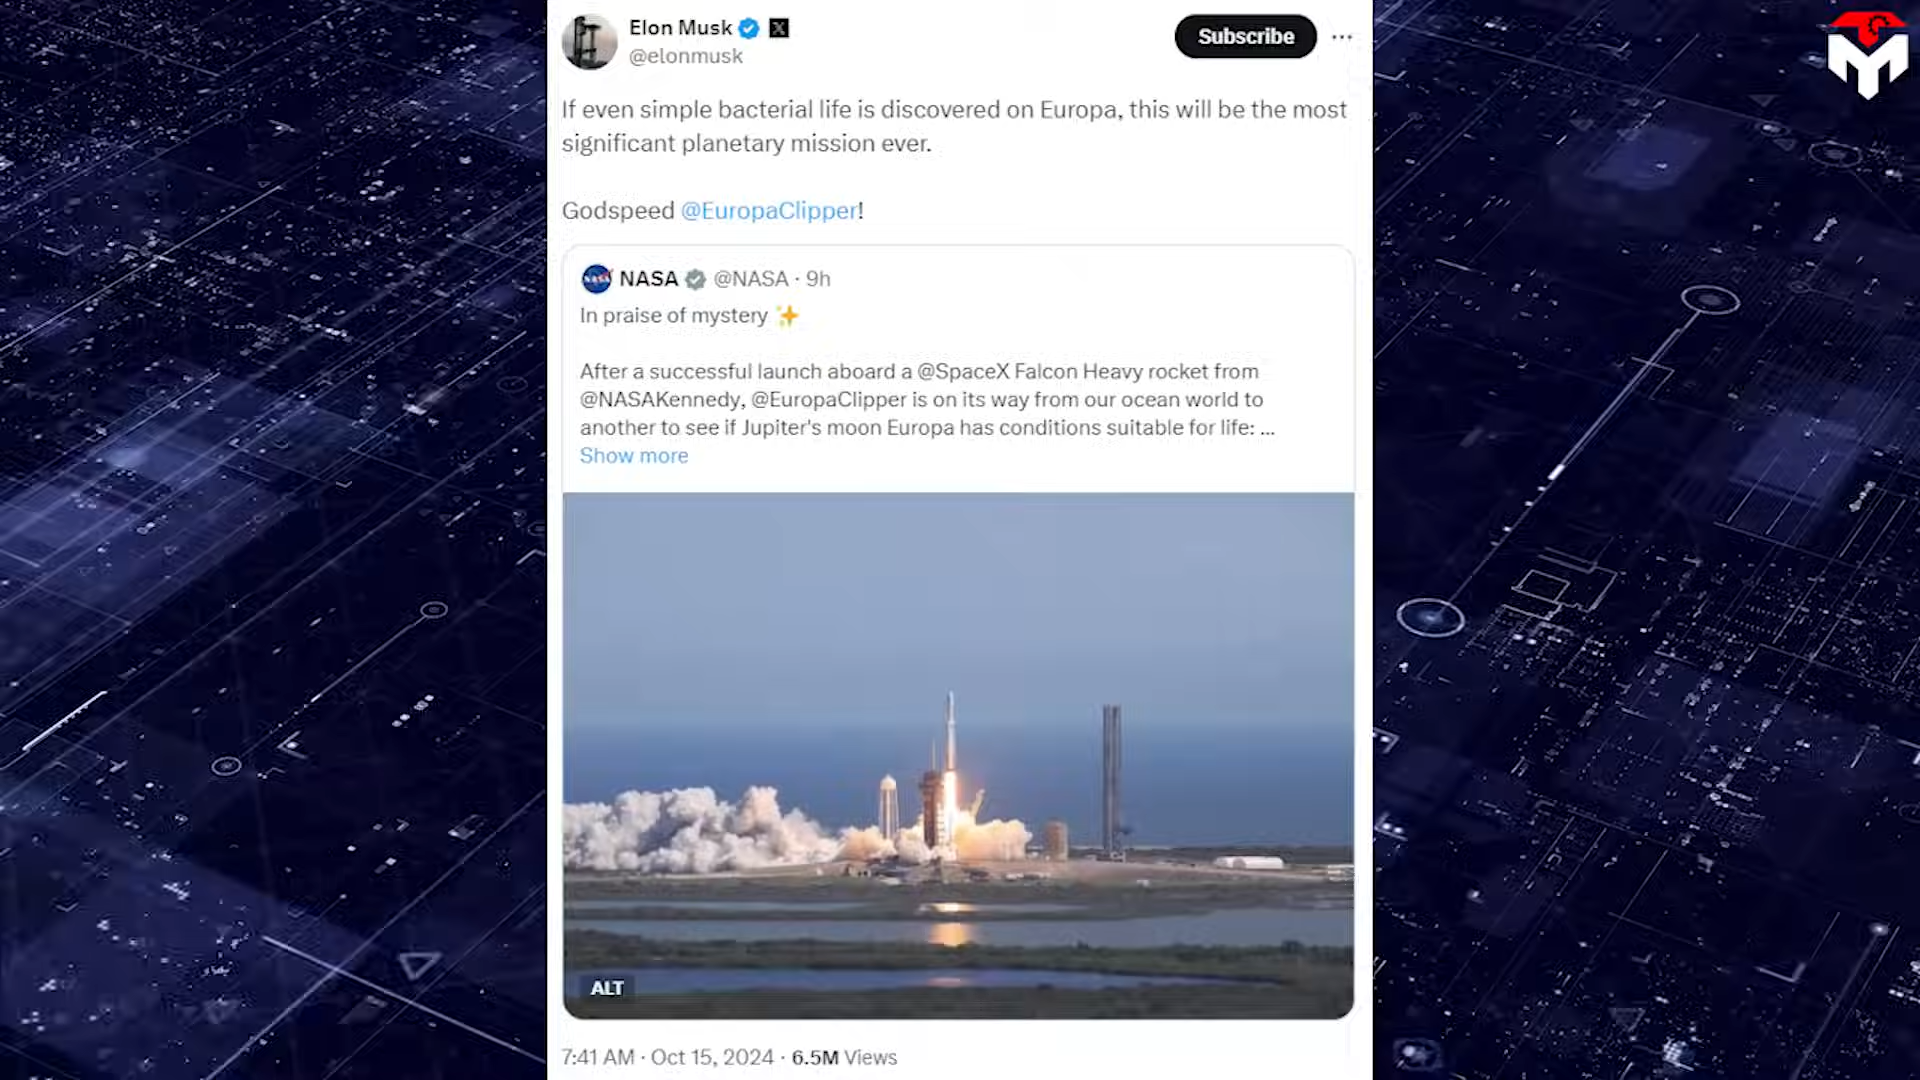 Elon Musk
Subscribe
@elonmusk
If even simple bacterial life is discovered on Europa, this will be the most
significant planetary mission ever.
Godspeed @EuropaClipper!
NASA @NASA · 9h
In praise of mystery ✨
After a successful launch aboard a @SpaceX Falcon Heavy rocket from
@NASAKennedy, @EuropaClipper is on its way from our ocean world to
another to see if Jupiter's moon Europa has conditions suitable for life: ...
Show more
ALT
7:41 AM · Oct 15, 2024 · 6.5M Views